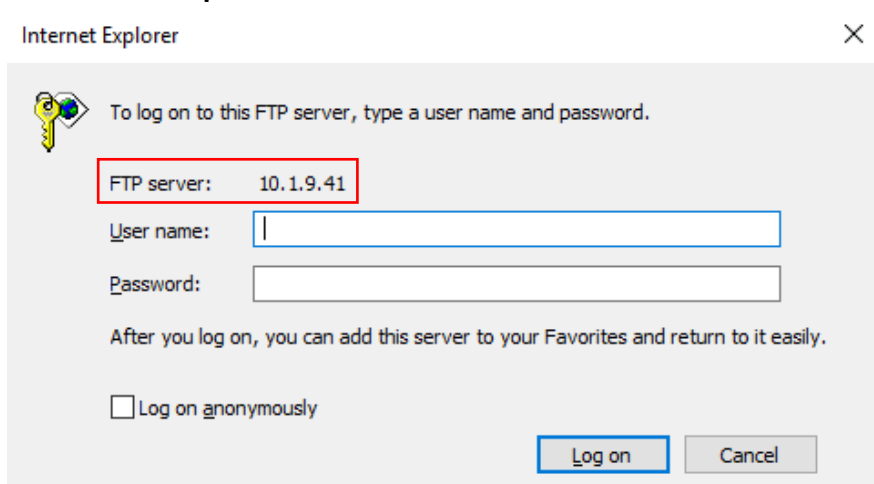 Internet Explorer
To log on to this FTP server, type a user name and password.
FTP server: 10.1.9.41
User name:
Password:
After you log on, you can add this server to your Favorites and return to it easily.
Log on anonymously
Log on Cancel